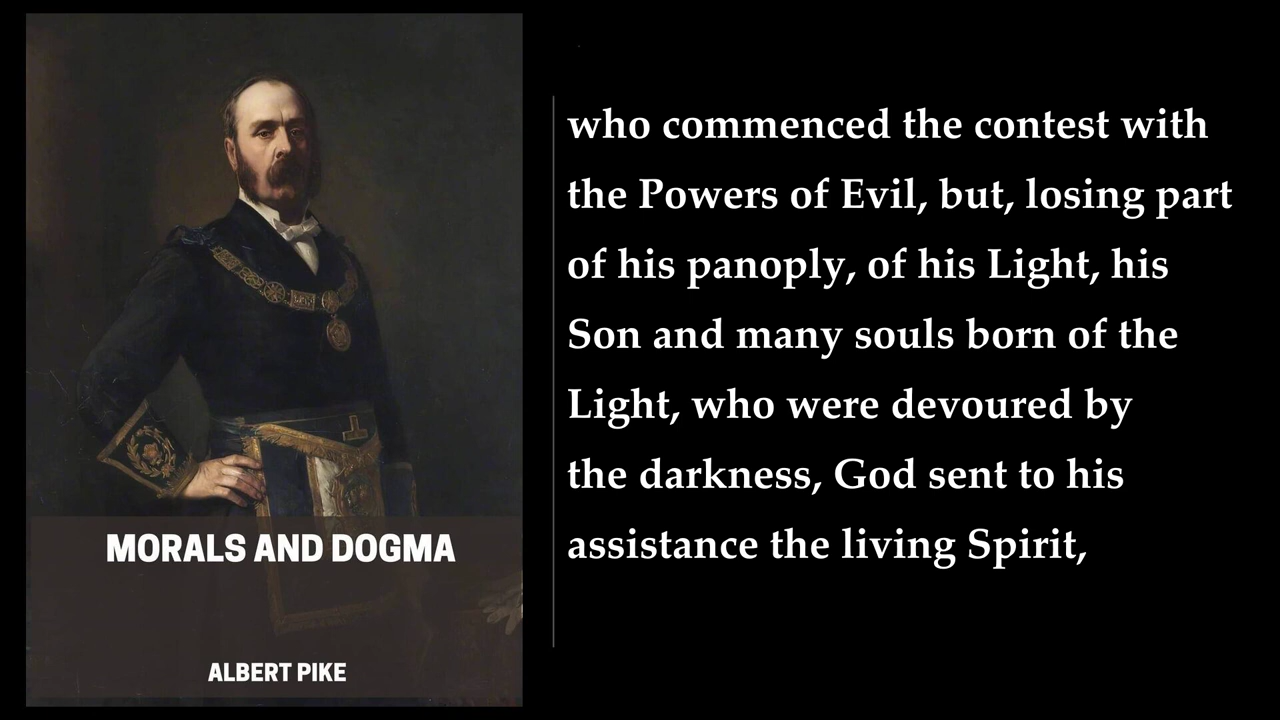 MORALS AND DOGMA
ALBERT PIKE
who commenced the contest with
the Powers of Evil, but, losing part
of his panoply, of his Light, his
Son and many souls born of the
Light, who were devoured by
the darkness, God sent to his
assistance the living Spirit,